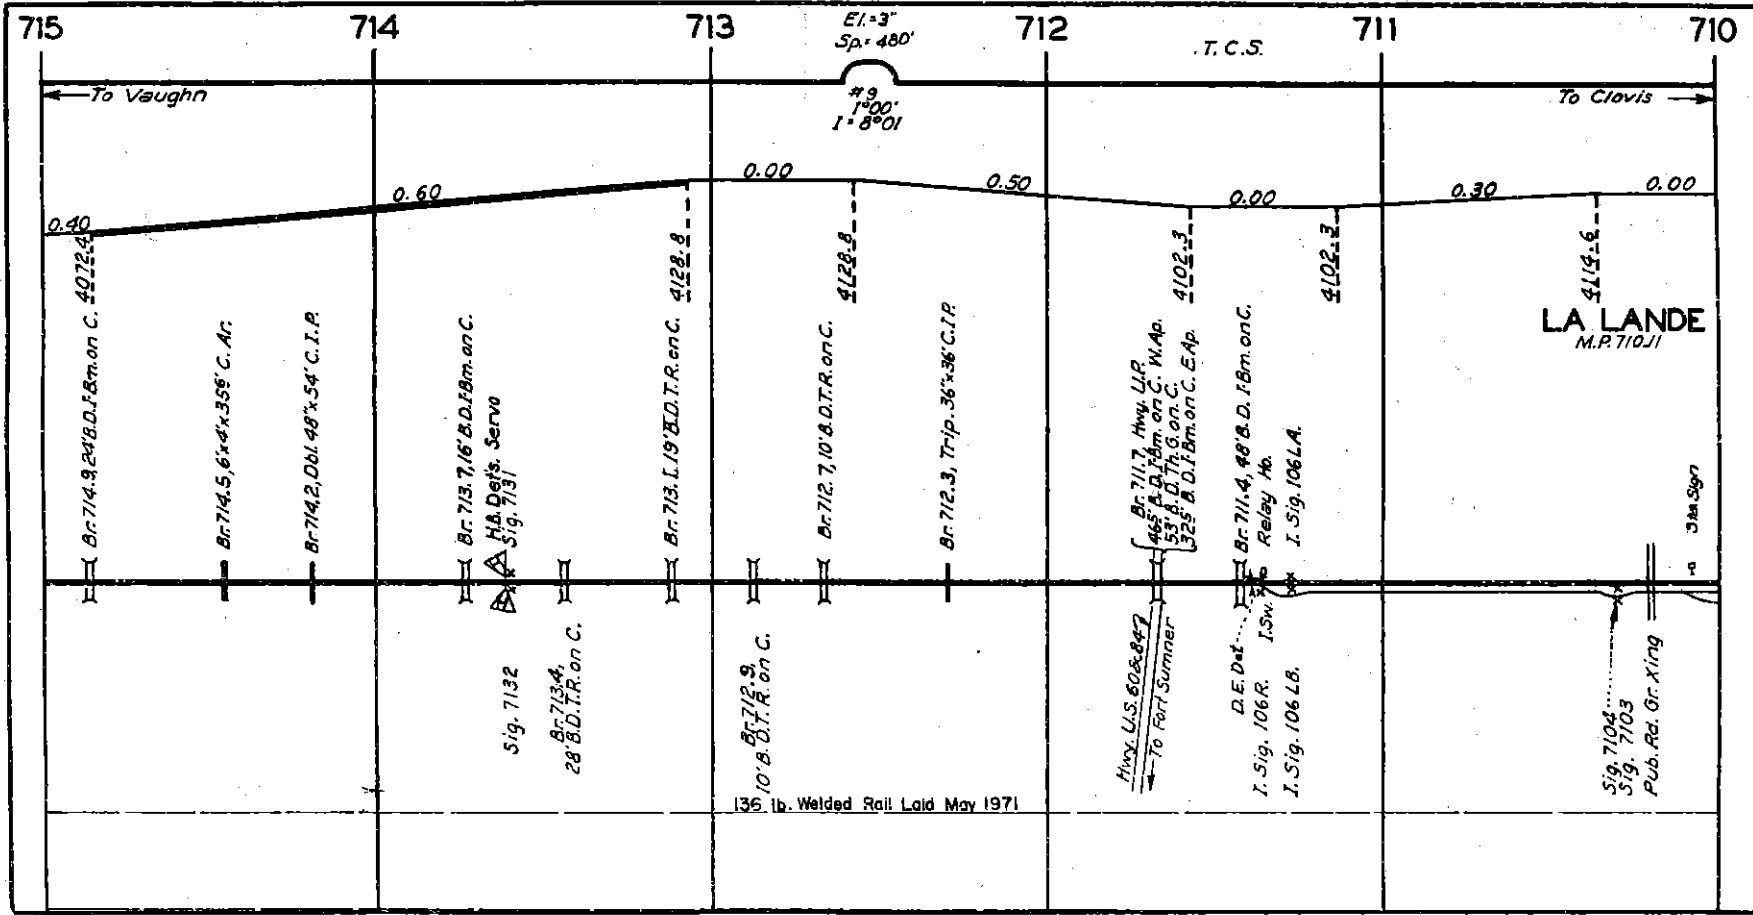 715
714
713
El.=3"
Sp.=480'
712
T.C.S.
711
710
To Vaughn
#9
1°00'
I=8°01'
To Clovis
0.40
0.60
0.00
0.50
0.00
0.30
0.00
4072.4
4128.8
4128.8
4102.3
4102.3
4114.6
LA LANDE
M.P. 710.11
Br. 714.9, 24' B.D. I-Bm. on C.
Br. 714.5, 6'x4'x35' C. Ar.
Br. 714.2, Dbl. 48"x54' C.I.P.
Br. 713.7, 16' B.D. I-Bm. on C.
H.B. Det's. Servo
Sig. 7131
Br. 713.1, 19' B.D.T.R. on C.
Br. 712.7, 10' B.D.T.R. on C.
Br. 712.3, Trip. 36"x36' C.I.P.
Br. 711.7, Hwy. U.P.
465' B.D. I-Bm. on C. W. Ap.
53' B.D. Th. G. on C.
325' B.D. I-Bm. on C. E. Ap.
Br. 711.4, 48' B.D. I-Bm. on C.
Relay Ho.
I. Sig. 106 LA.
Sta. Sign
Sig. 7132
Br. 713.4,
28' B.D.T.R. on C.
Br. 712.9,
10' B.D.T.R. on C.
Hwy. U.S. 60&84
To Fort Sumner
D.E. Det
I. Sw.
I. Sig. 106 R.
I. Sig. 106 LB.
Sig. 7104
Sig. 7103
Pub. Rd. Gr. Xing
136 lb. Welded Rail Laid May 1971